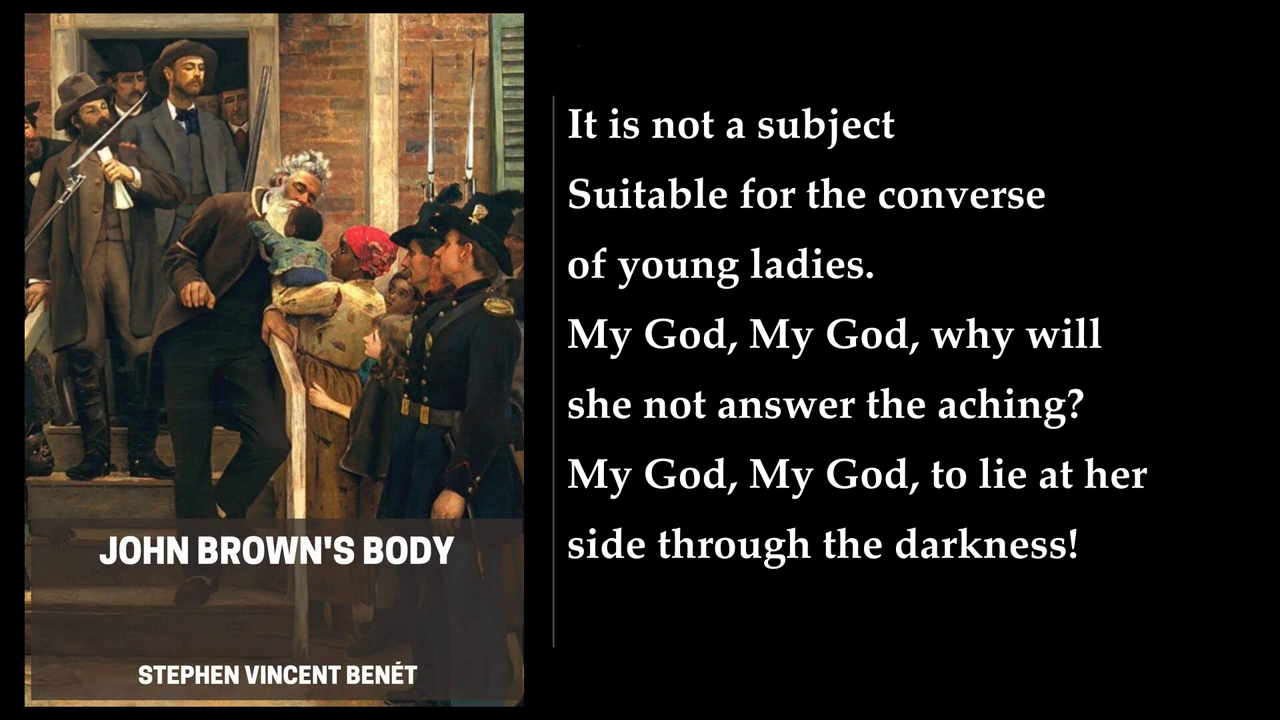 JOHN BROWN'S BODY
STEPHEN VINCENT BENÉT
It is not a subject
Suitable for the converse
of young ladies.
My God, My God, why will
she not answer the aching?
My God, My God, to lie at her
side through the darkness!